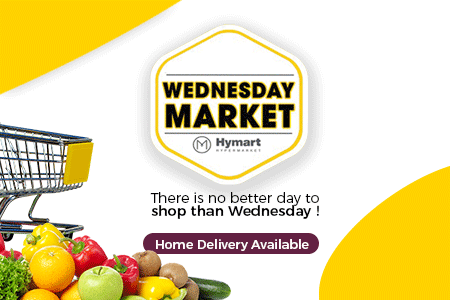 WEDNESDAY
MARKET
Hymart
HYPERMARKET
There is no better day to
shop than Wednesday !
Home Delivery Available